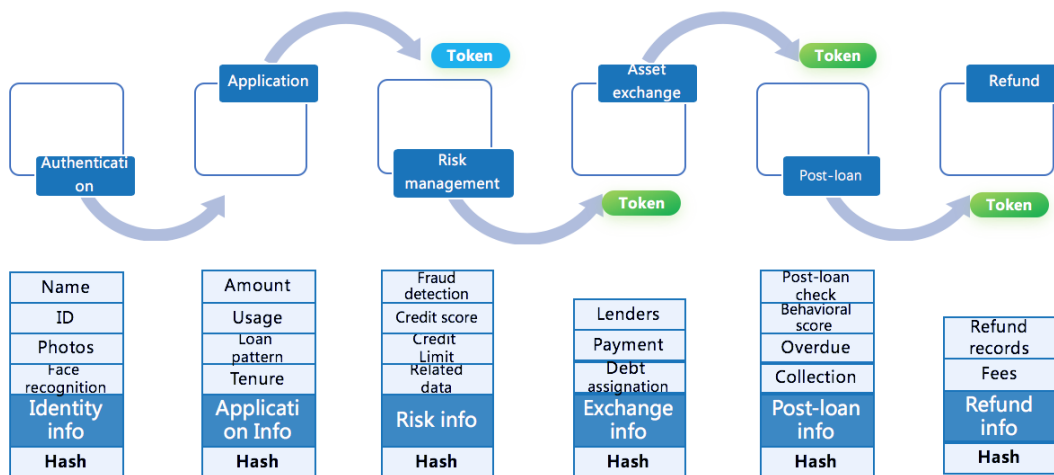 Token
Token
Application
Asset
exchange
Refund
Authenticati
on
Risk
management
Post-loan
Token
Token
Name
ID
Photos
Face
recognition
Identity
info
Hash
Amount
Usage
Loan
pattern
Tenure
Applicati
on Info
Hash
Fraud
detection
Credit score
Credit
Limit
Related
data
Risk info
Hash
Lenders
Payment
Debt
assignation
Exchange
info
Hash
Post-loan
check
Behavioral
score
Overdue
Collection
Post-loan
info
Hash
Refund
records
Fees
Refund
info
Hash